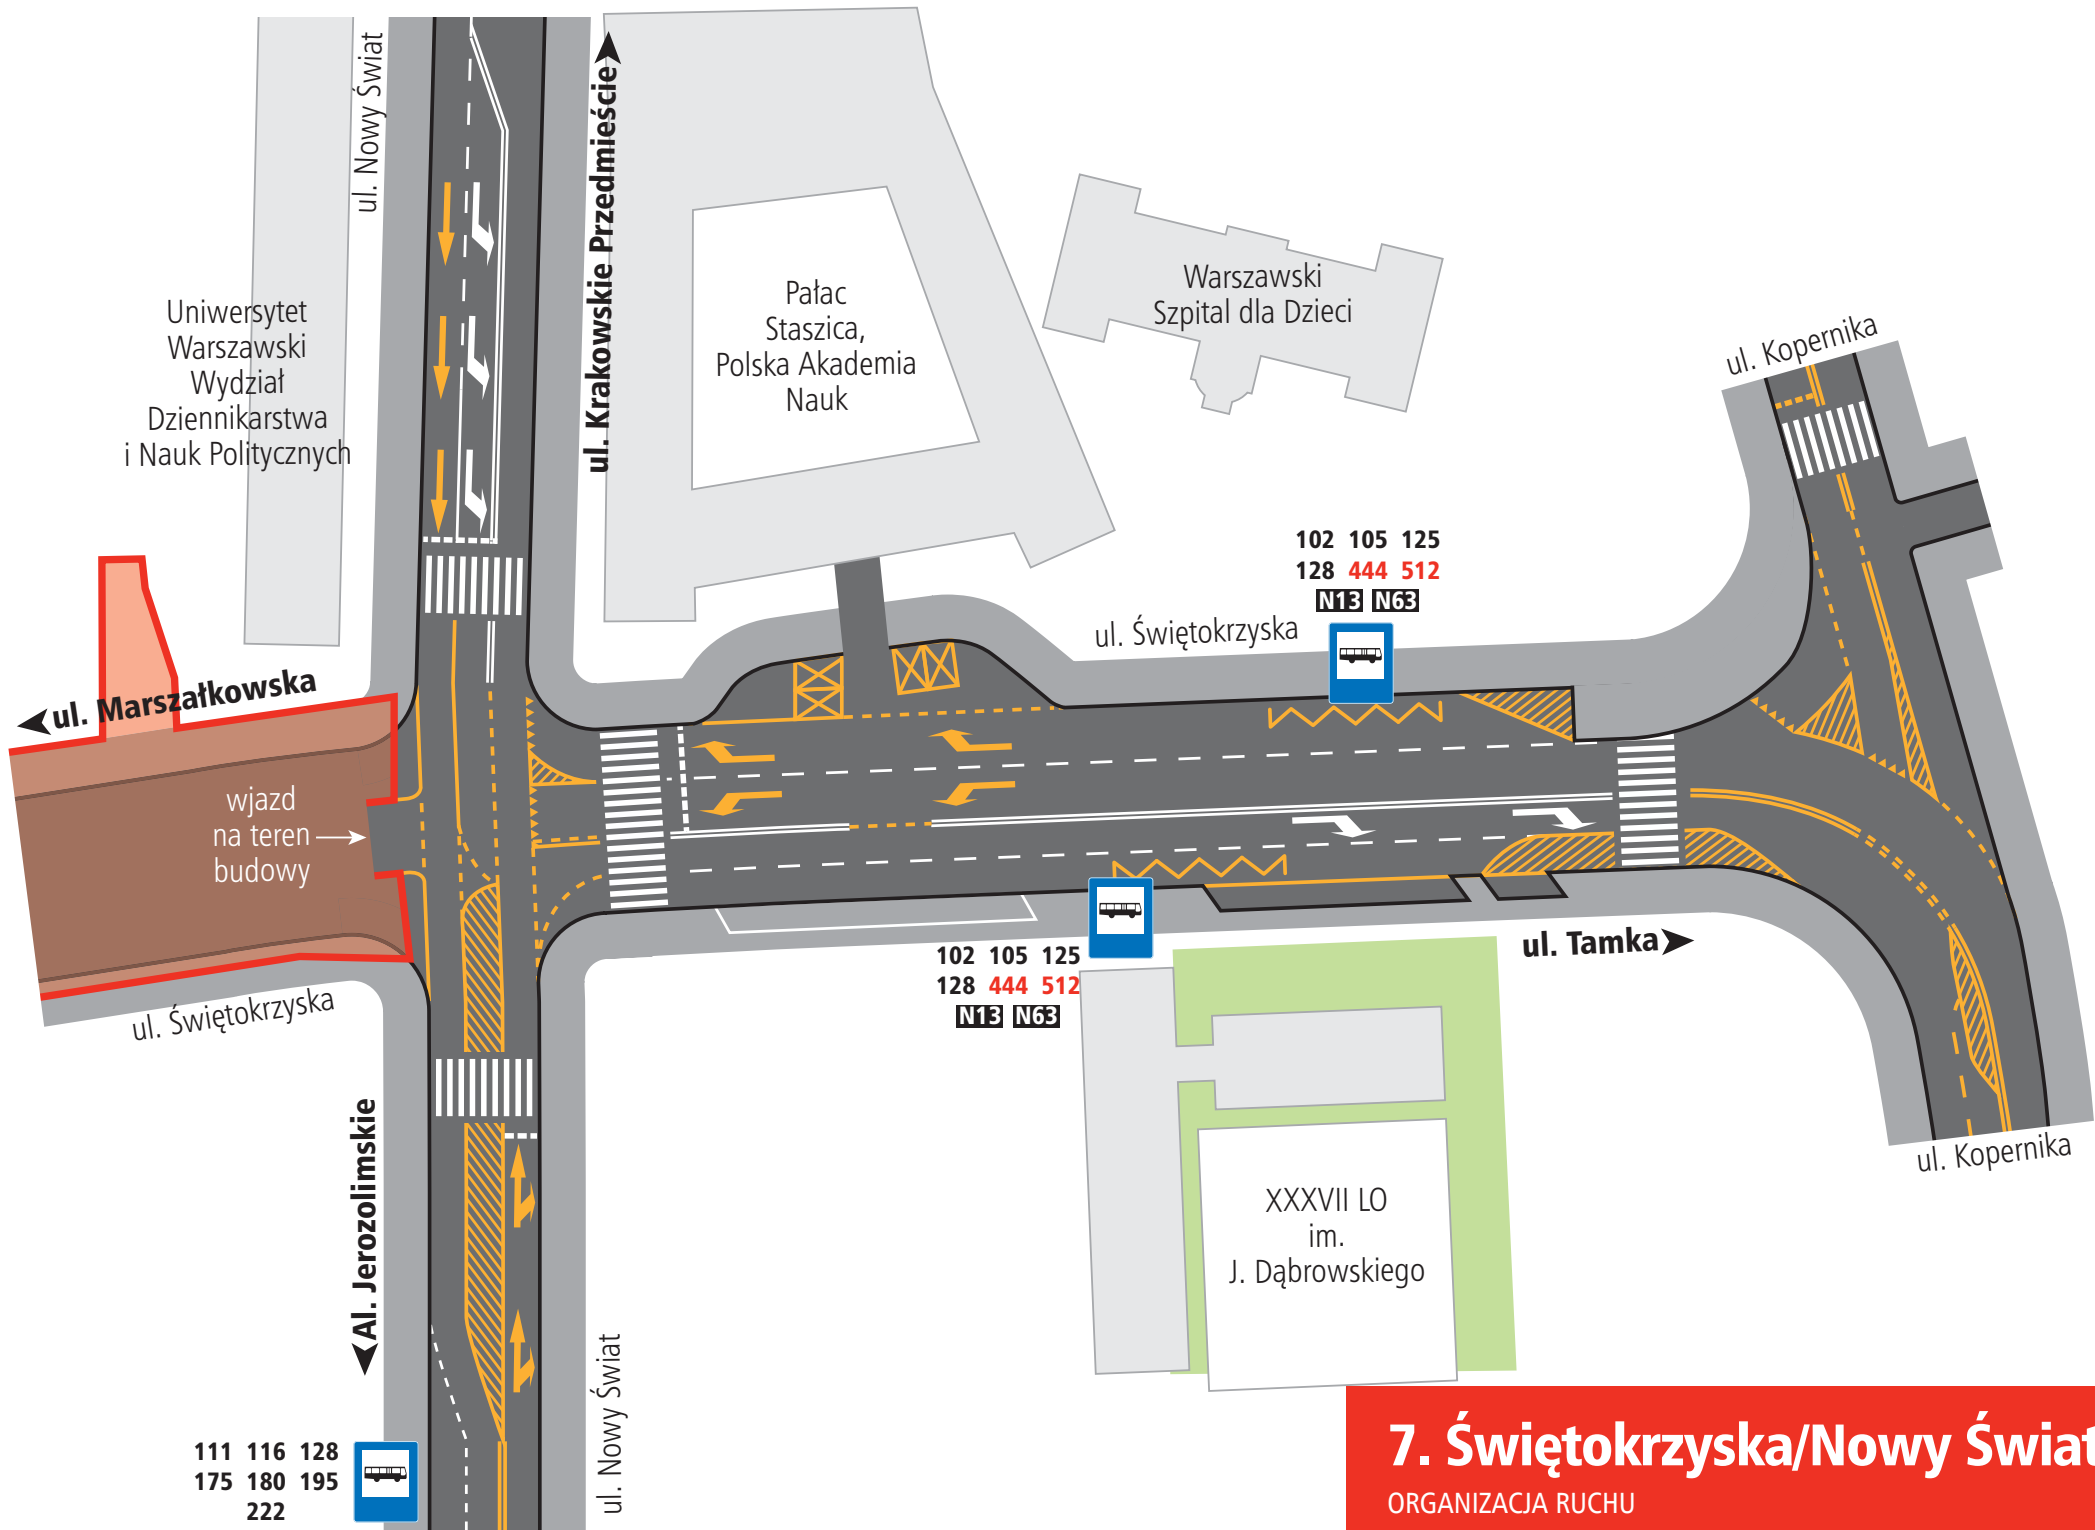 ul. Nowy Świat
ul. Krakowskie Przedmieście
Uniwersytet
Warszawski
Wydział
Dziennikarstwa
i Nauk Politycznych
Pałac
Staszica,
Polska Akademia
Nauk
Warszawski
Szpital dla Dzieci
ul. Kopernika
102 105 125
128 444 512
N13 N63
ul. Świętokrzyska
ul. Marszałkowska
wjazd
na teren
budowy
ul. Świętokrzyska
102 105 125
128 444 512
N13 N63
ul. Tamka
ul. Kopernika
XXXVII LO
im.
J. Dąbrowskiego
Al. Jerozolimskie
ul. Nowy Świat
111 116 128
175 180 195
222
7. Świętokrzyska/Nowy Świat
ORGANIZACJA RUCHU